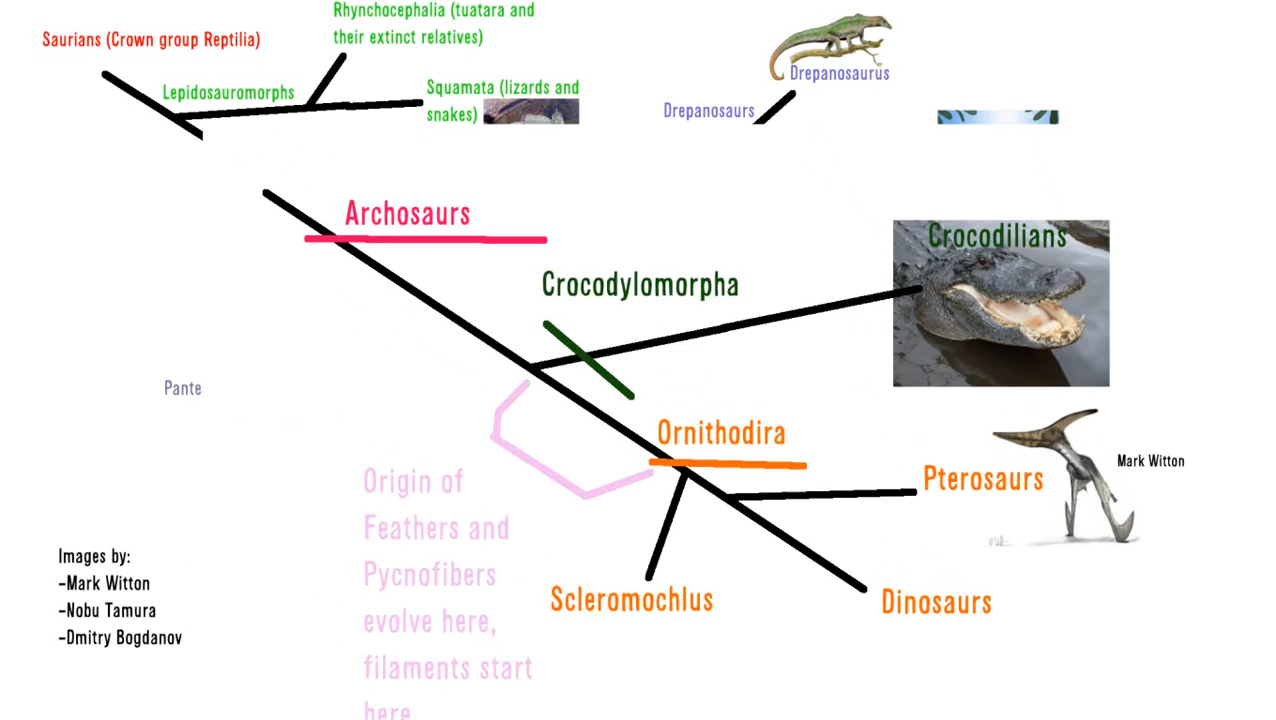 Rhynchocephalia (tuatara and
their extinct relatives)
Saurians (Crown group Reptilia)
Lepidosauromorphs
Squamata (lizards and
snakes)
Drepanosaurus
Drepanosaurs
Archosaurs
Crocodilians
Crocodylomorpha
Pante
Ornithodira
Mark Witton
Pterosaurs
Origin of
Feathers and
Pycnofibers
evolve here,
filaments start
here
Scleromochlus
Dinosaurs
Images by:
-Mark Witton
-Nobu Tamura
-Dmitry Bogdanov